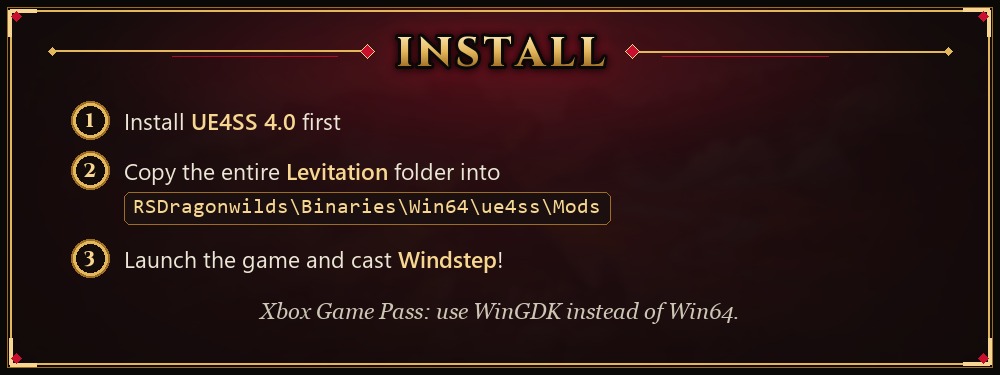 INSTALL
1 Install UE4SS 4.0 first
2 Copy the entire Levitation folder into
RSDragonwilds\Binaries\Win64\ue4ss\Mods
3 Launch the game and cast Windstep!
Xbox Game Pass: use WinGDK instead of Win64.